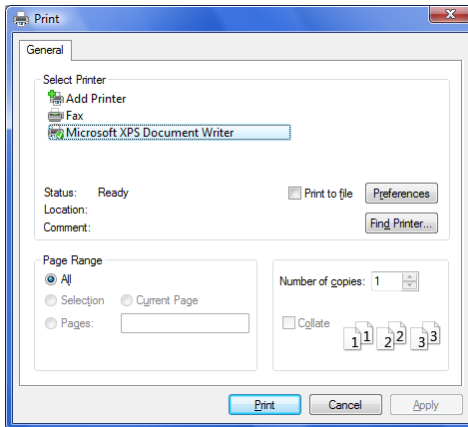 Print
General
Select Printer
Add Printer
Fax
Microsoft XPS Document Writer
Status: Ready
Print to file
Preferences
Location:
Comment:
Find Printer...
Page Range
All
Selection
Current Page
Pages:
Number of copies: 1
Collate
1 1 2 2 3 3
Print
Cancel
Apply